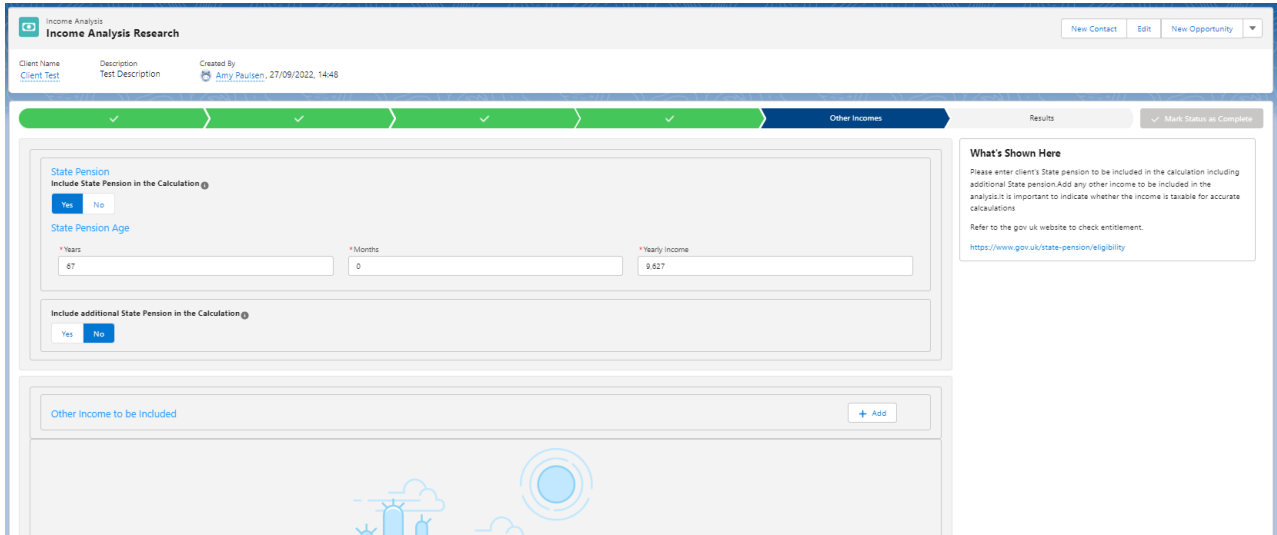 Income Analysis
Income Analysis Research
New Contact
Edit
New Opportunity
Client Name
Description
Created By
Client Test
Test Description
Amy Paulsen, 27/09/2022, 14:48
Other Incomes
Results
Mark Status as Complete
State Pension
Include State Pension in the Calculation
Yes
No
State Pension Age
*Years
*Months
*Yearly Income
67
0
9,627
Include additional State Pension in the Calculation
Yes
No
Other Income to be Included
+ Add
What's Shown Here
Please enter client's State pension to be included in the calculation including
additional State pension.Add any other income to be included in the
analysis.It is important to indicate whether the income is taxable for accurate
calcaulations
Refer to the gov uk website to check entitlement.
https://www.gov.uk/state-pension/eligibility